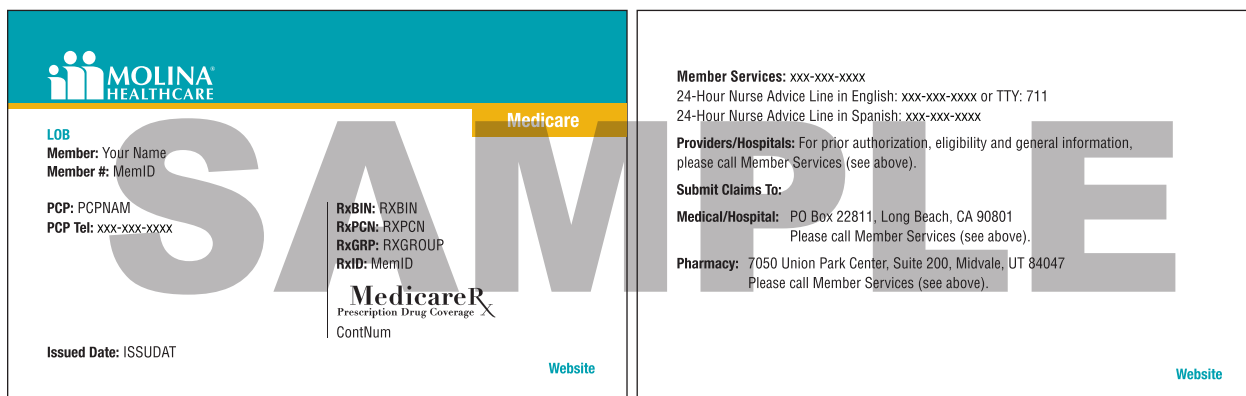 MOLINA®
HEALTHCARE
Medicare
LOB
Member: Your Name
Member #: MemID
PCP: PCPNAM
PCP Tel: xxx-xxx-xxxx
RxBIN: RXBIN
RxPCN: RXPCN
RxGRP: RXGROUP
RxID: MemID
MedicareRx
Prescription Drug Coverage
ContNum
Issued Date: ISSUDAT
Website
Member Services: xxx-xxx-xxxx
24-Hour Nurse Advice Line in English: xxx-xxx-xxxx or TTY: 711
24-Hour Nurse Advice Line in Spanish: xxx-xxx-xxxx
Providers/Hospitals: For prior authorization, eligibility and general information,
please call Member Services (see above).
Submit Claims To:
Medical/Hospital: PO Box 22811, Long Beach, CA 90801
Please call Member Services (see above).
Pharmacy: 7050 Union Park Center, Suite 200, Midvale, UT 84047
Please call Member Services (see above).
Website
SAMPLE